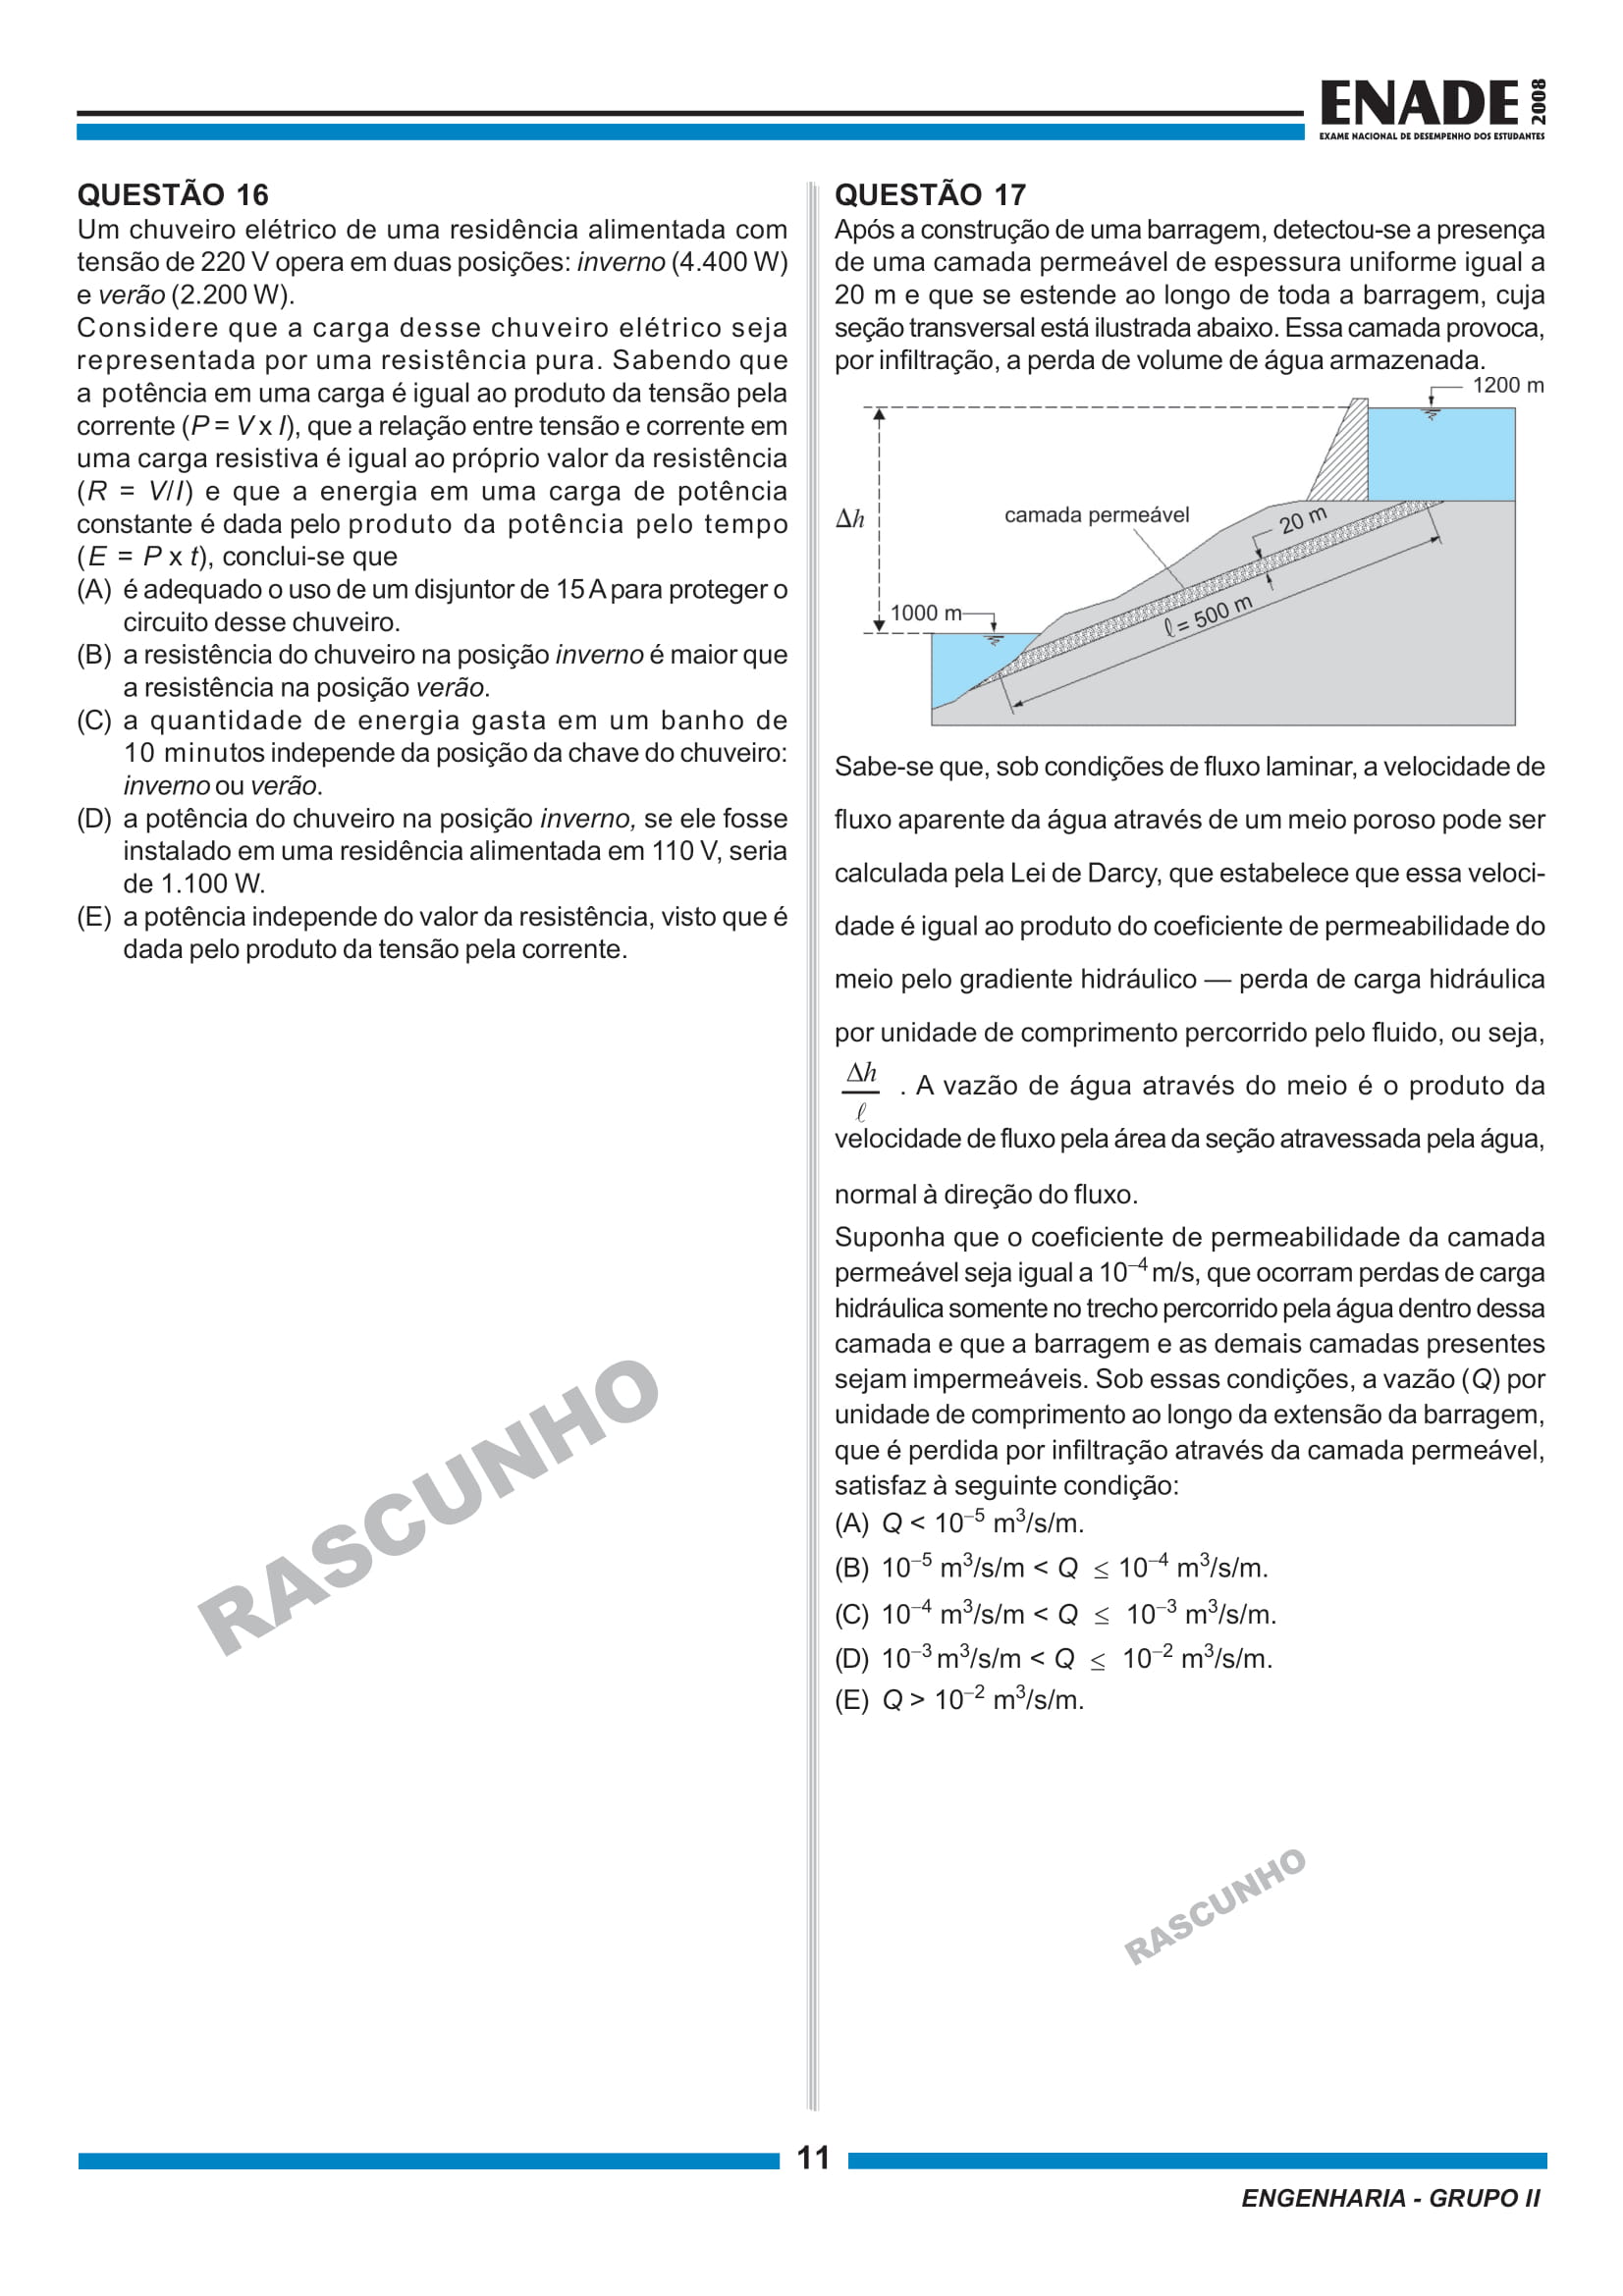 ENADE 2008
EXAME NACIONAL DE DESEMPENHO DOS ESTUDANTES
QUESTÃO 16
Um chuveiro elétrico de uma residência alimentada com
tensão de 220 V opera em duas posições: inverno (4.400 W)
e verão (2.200 W).
Considere que a carga desse chuveiro elétrico seja
representada por uma resistência pura. Sabendo que
a potência em uma carga é igual ao produto da tensão pela
corrente (P = V x I), que a relação entre tensão e corrente em
uma carga resistiva é igual ao próprio valor da resistência
(R = V/I) e que a energia em uma carga de potência
constante é dada pelo produto da potência pelo tempo
(E = P x t), conclui-se que
(A) é adequado o uso de um disjuntor de 15 A para proteger o
circuito desse chuveiro.
(B) a resistência do chuveiro na posição inverno é maior que
a resistência na posição verão.
(C) a quantidade de energia gasta em um banho de
10 minutos independe da posição da chave do chuveiro:
inverno ou verão.
(D) a potência do chuveiro na posição inverno, se ele fosse
instalado em uma residência alimentada em 110 V, seria
de 1.100 W.
(E) a potência independe do valor da resistência, visto que é
dada pelo produto da tensão pela corrente.
RASCUNHO
QUESTÃO 17
Após a construção de uma barragem, detectou-se a presença
de uma camada permeável de espessura uniforme igual a
20 m e que se estende ao longo de toda a barragem, cuja
seção transversal está ilustrada abaixo. Essa camada provoca,
por infiltração, a perda de volume de água armazenada.
1200 m
Δh
camada permeável
20 m
1000 m
ℓ = 500 m
Sabe-se que, sob condições de fluxo laminar, a velocidade de
fluxo aparente da água através de um meio poroso pode ser
calculada pela Lei de Darcy, que estabelece que essa veloci-
dade é igual ao produto do coeficiente de permeabilidade do
meio pelo gradiente hidráulico — perda de carga hidráulica
por unidade de comprimento percorrido pelo fluido, ou seja,
Δh/ℓ . A vazão de água através do meio é o produto da
velocidade de fluxo pela área da seção atravessada pela água,
normal à direção do fluxo.
Suponha que o coeficiente de permeabilidade da camada
permeável seja igual a 10⁻⁴ m/s, que ocorram perdas de carga
hidráulica somente no trecho percorrido pela água dentro dessa
camada e que a barragem e as demais camadas presentes
sejam impermeáveis. Sob essas condições, a vazão (Q) por
unidade de comprimento ao longo da extensão da barragem,
que é perdida por infiltração através da camada permeável,
satisfaz à seguinte condição:
(A) Q < 10⁻⁵ m³/s/m.
(B) 10⁻⁵ m³/s/m < Q ≤ 10⁻⁴ m³/s/m.
(C) 10⁻⁴ m³/s/m < Q ≤ 10⁻³ m³/s/m.
(D) 10⁻³ m³/s/m < Q ≤ 10⁻² m³/s/m.
(E) Q > 10⁻² m³/s/m.
RASCUNHO
11
ENGENHARIA - GRUPO II